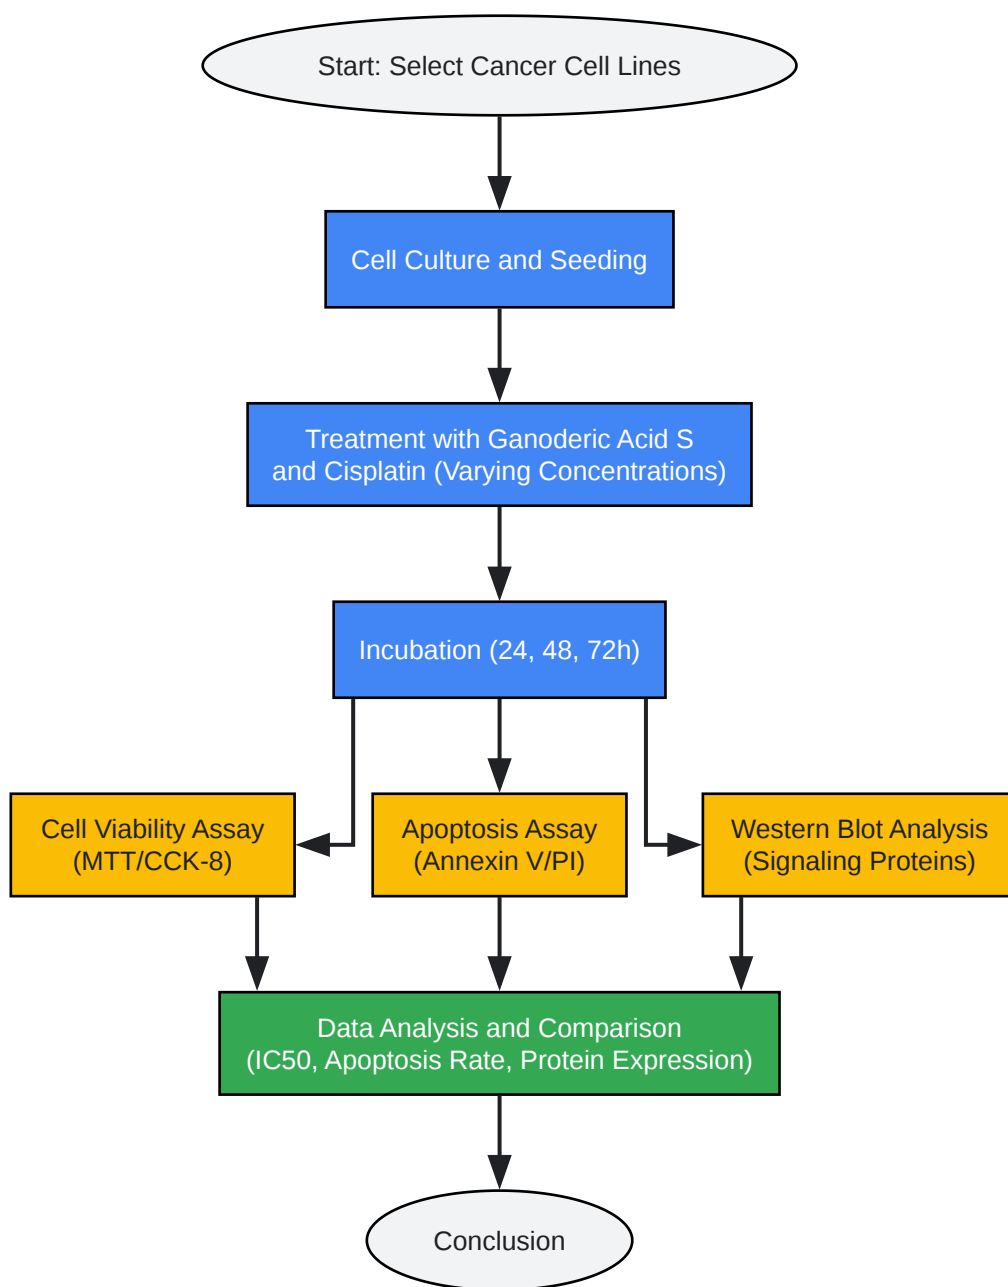 Start: Select Cancer Cell Lines
Cell Culture and Seeding
Treatment with Ganoderic Acid S
and Cisplatin (Varying Concentrations)
Incubation (24, 48, 72h)
Cell Viability Assay
(MTT/CCK-8)
Apoptosis Assay
(Annexin V/PI)
Western Blot Analysis
(Signaling Proteins)
Data Analysis and Comparison
(IC50, Apoptosis Rate, Protein Expression)
Conclusion